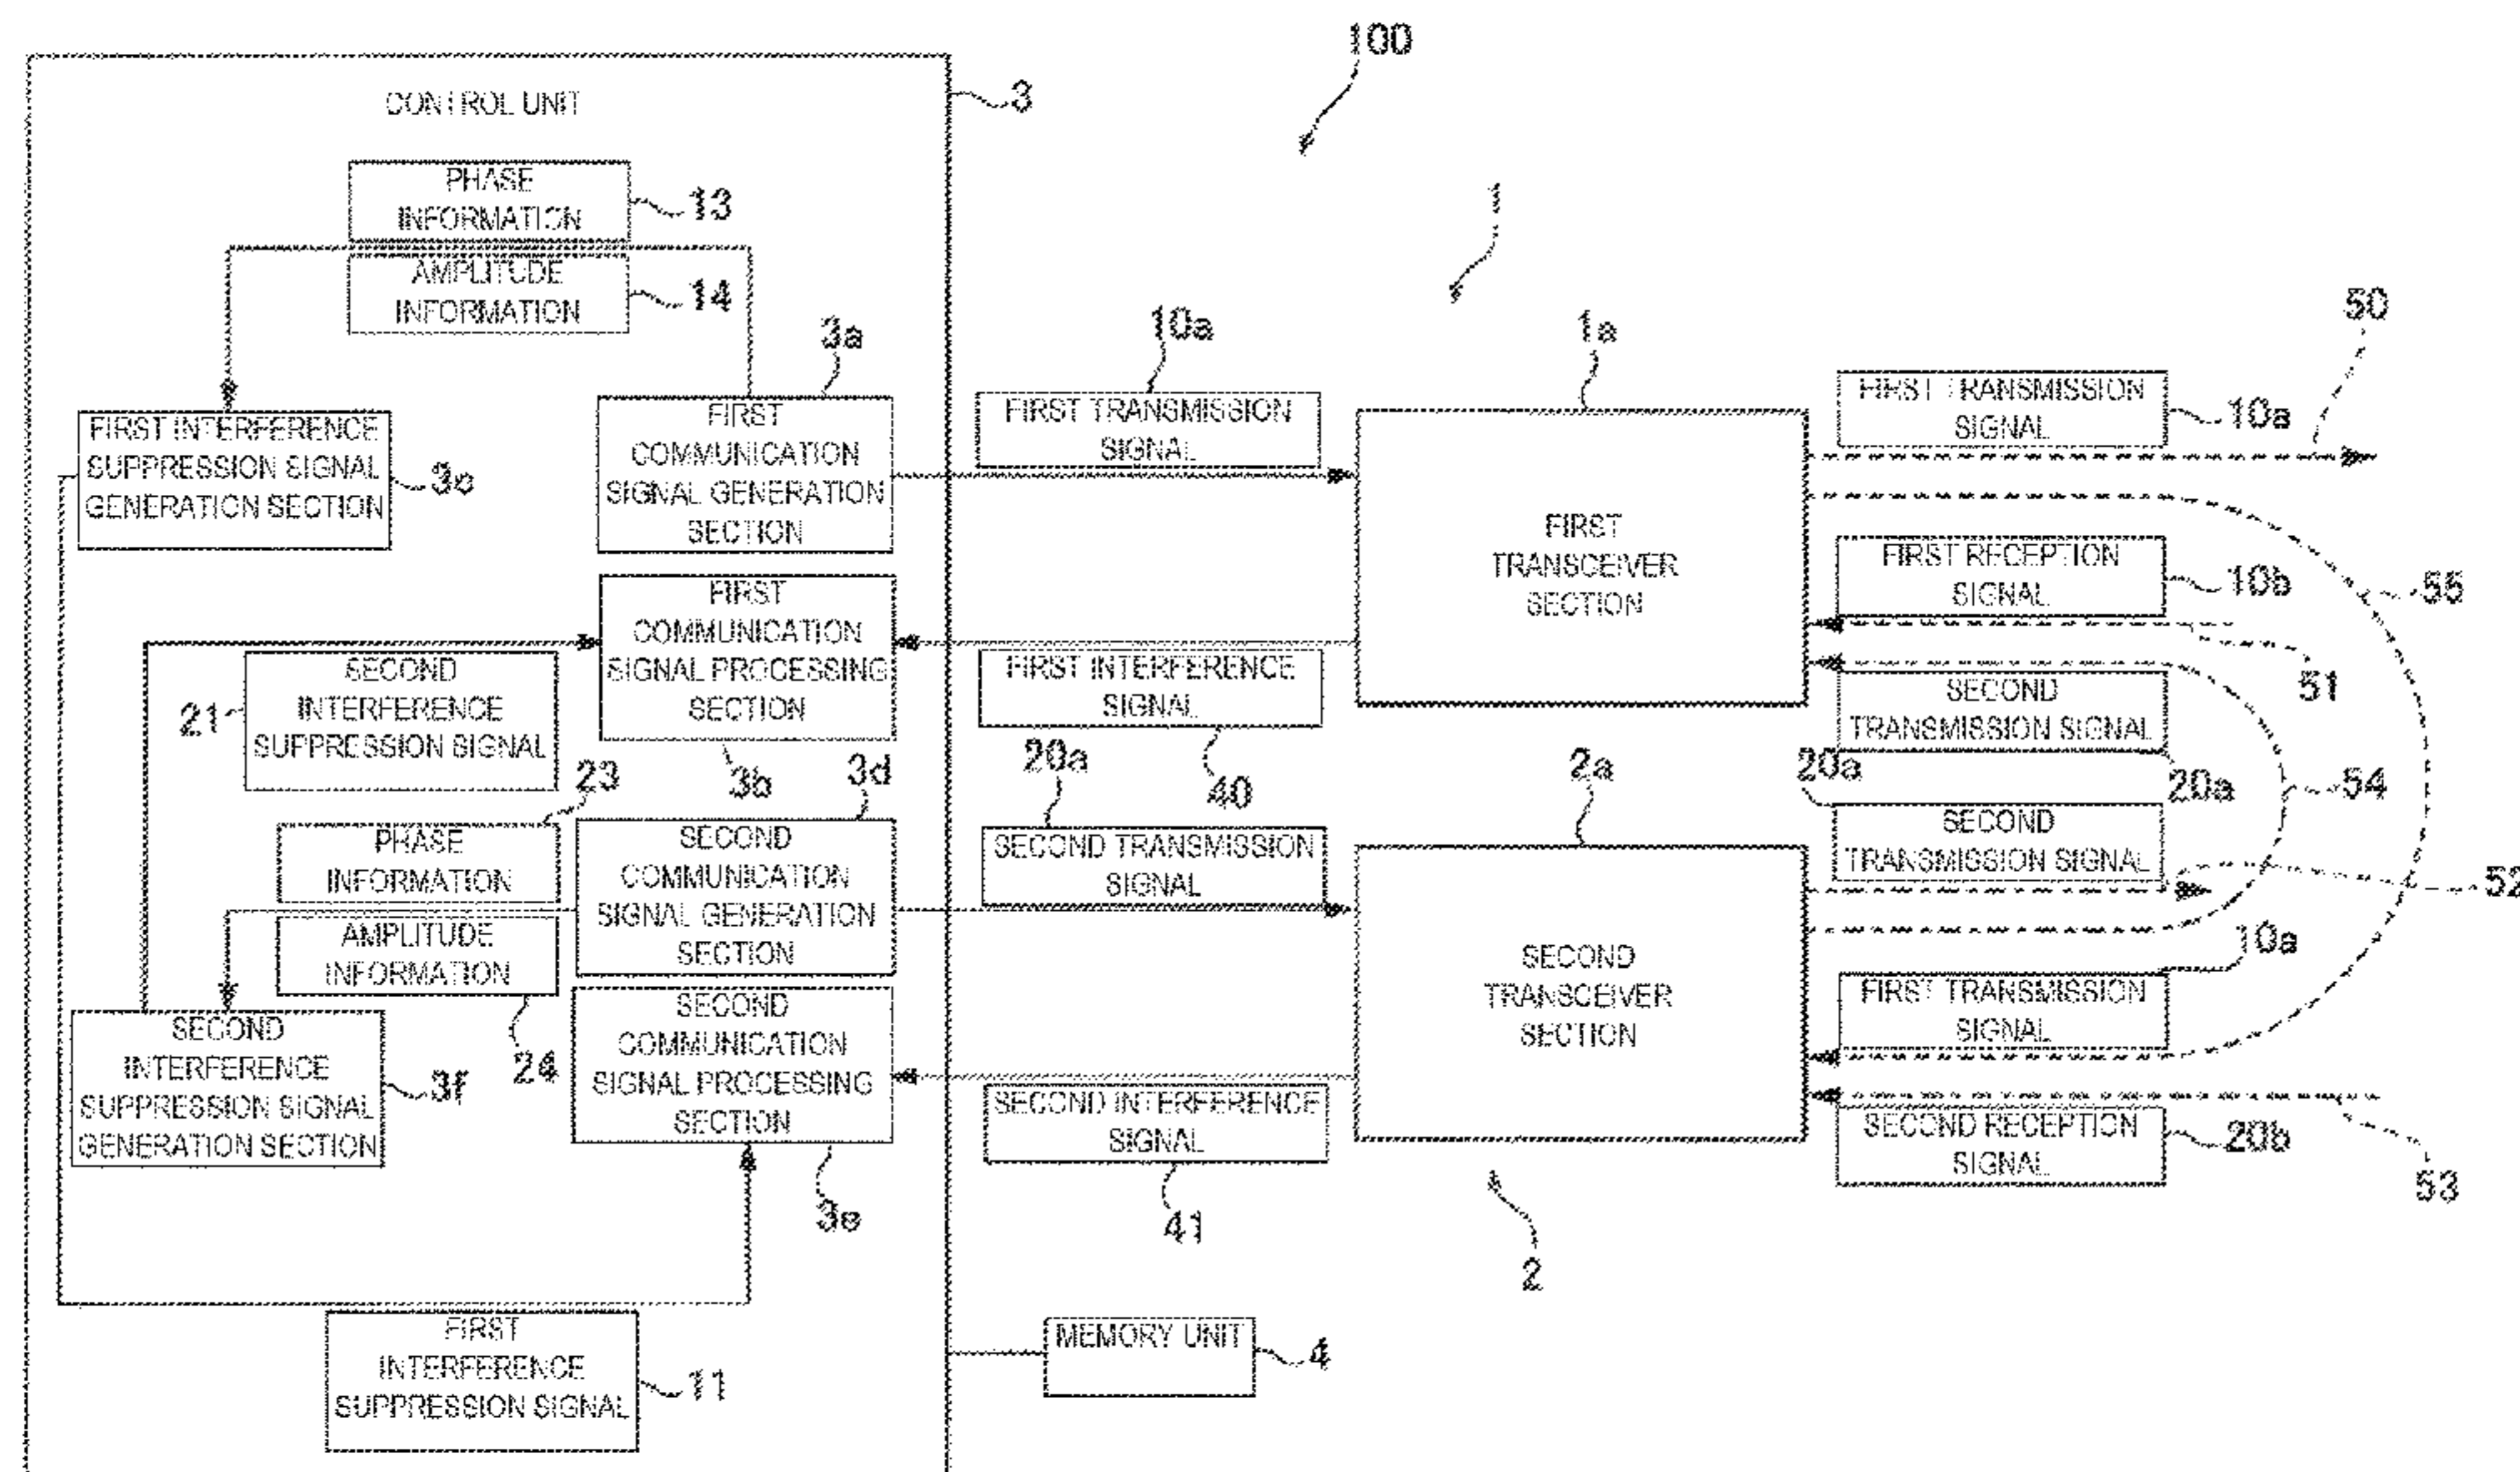 100
CONTROL UNIT
3
PHASE
INFORMATION
13
1
AMPLITUDE
INFORMATION
14
3a
10a
1a
50
FIRST INTERFERENCE
SUPPRESSION SIGNAL
GENERATION SECTION
3c
FIRST
COMMUNICATION
SIGNAL GENERATION
SECTION
FIRST TRANSMISSION
SIGNAL
FIRST TRANSMISSION
SIGNAL
10a
FIRST
TRANSCEIVER
SECTION
FIRST RECEPTION
SIGNAL
10b
55
FIRST
COMMUNICATION
SIGNAL PROCESSING
SECTION
3b
FIRST INTERFERENCE
SIGNAL
40
51
SECOND
INTERFERENCE
SUPPRESSION SIGNAL
21
SECOND
TRANSMISSION SIGNAL
20a
54
23
3d
20a
2a
20a
PHASE
INFORMATION
SECOND
COMMUNICATION
SIGNAL GENERATION
SECTION
SECOND TRANSMISSION
SIGNAL
SECOND
TRANSMISSION SIGNAL
52
AMPLITUDE
INFORMATION
24
SECOND
TRANSCEIVER
SECTION
10a
FIRST TRANSMISSION
SIGNAL
SECOND
INTERFERENCE
SUPPRESSION SIGNAL
GENERATION SECTION
3f
SECOND
COMMUNICATION
SIGNAL PROCESSING
SECTION
3e
SECOND INTERFERENCE
SIGNAL
41
SECOND RECEPTION
SIGNAL
20b
53
2
FIRST
INTERFERENCE
SUPPRESSION SIGNAL
11
MEMORY UNIT
4